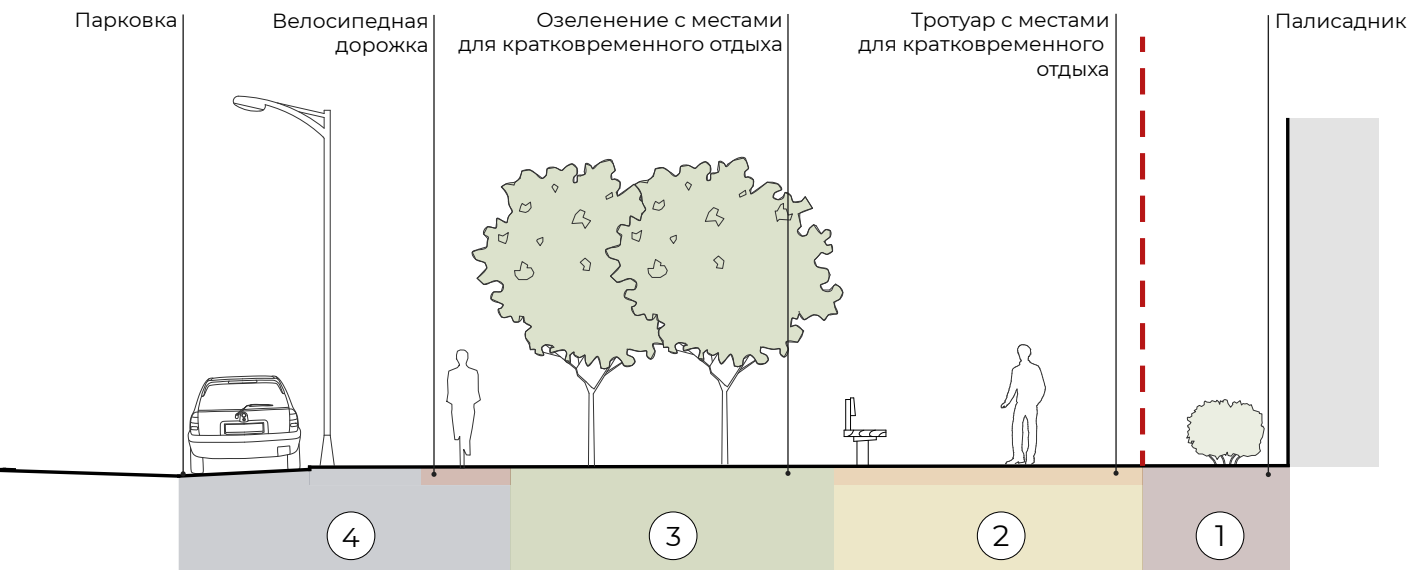 Парковка
Велосипедная
дорожка
Озеленение с местами
для кратковременного отдыха
Тротуар с местами
для кратковременного
отдыха
Палисадник
4
3
2
1